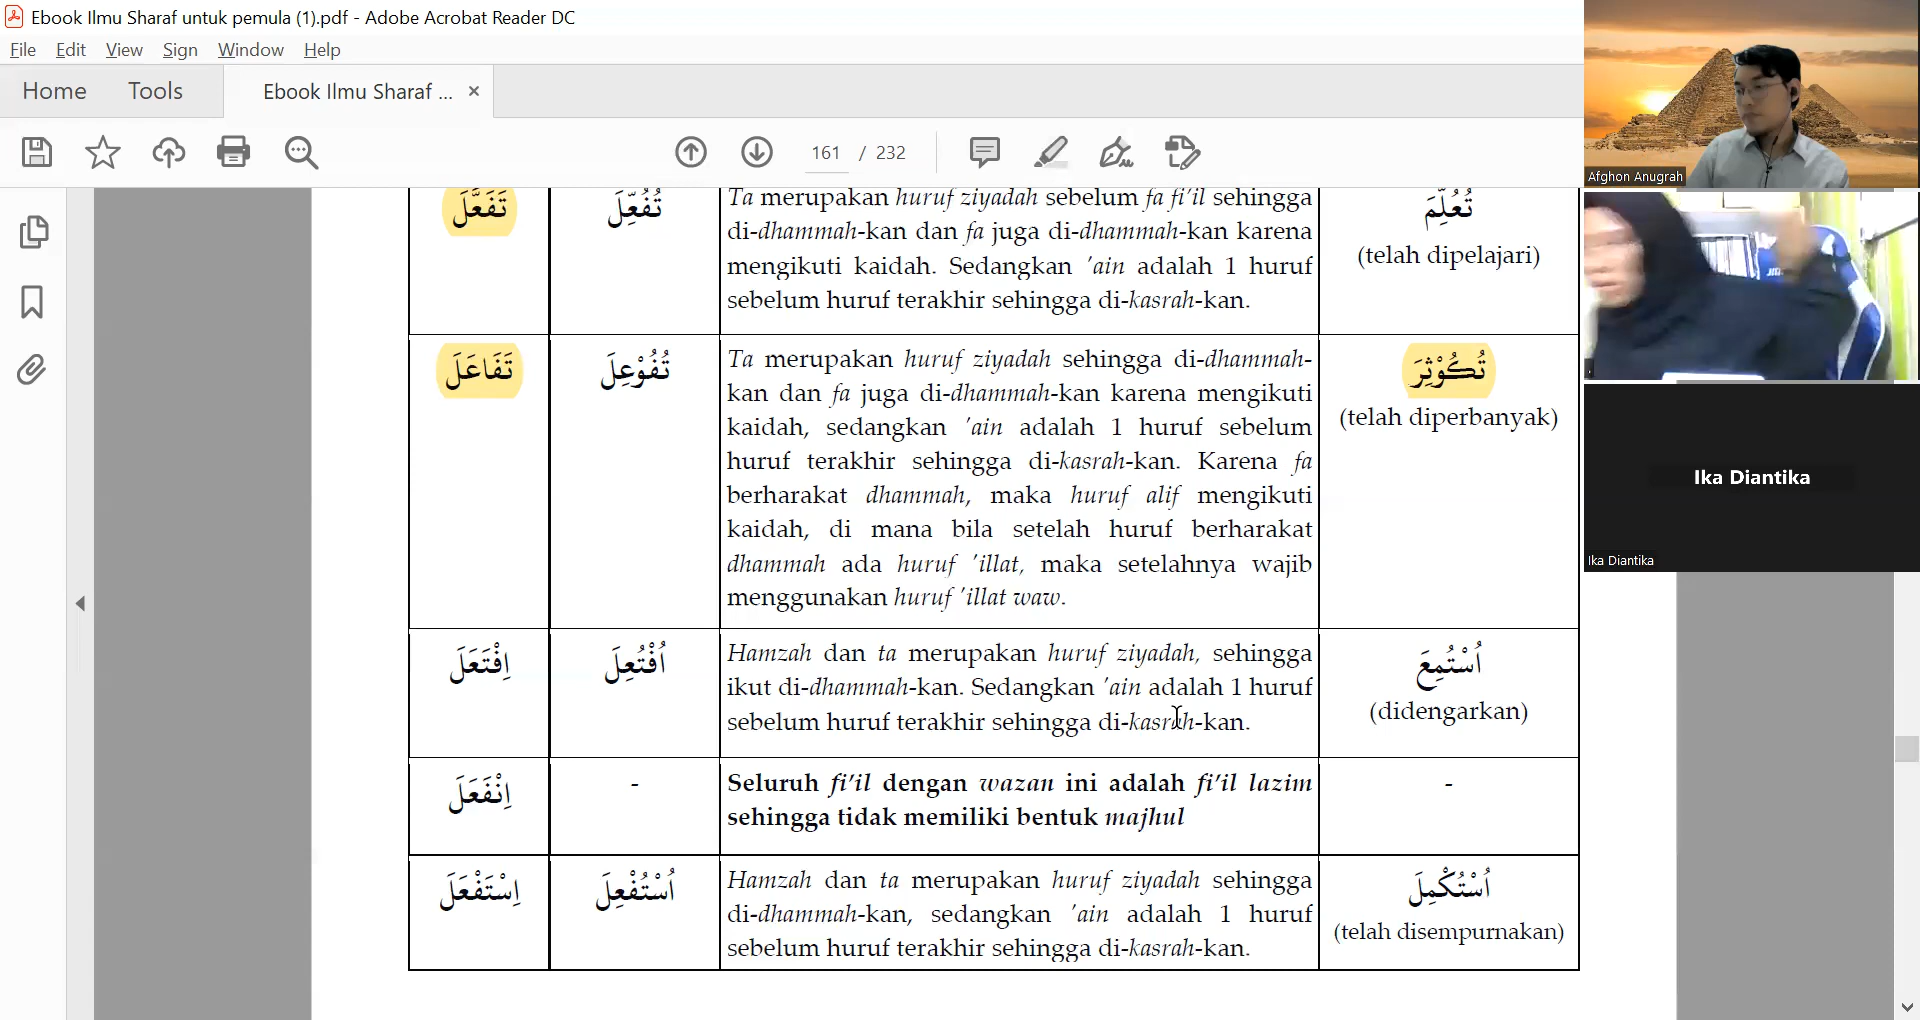 Ebook Ilmu Sharaf untuk pemula (1).pdf - Adobe Acrobat Reader DC
File Edit View Sign Window Help
Home Tools Ebook Ilmu Sharaf ... ×
161 / 232
تَفَعَّلَ
تُفُعِّلَ
Ta merupakan huruf ziyadah sebelum fa fi'il sehingga
di-dhammah-kan dan fa juga di-dhammah-kan karena
mengikuti kaidah. Sedangkan 'ain adalah 1 huruf
sebelum huruf terakhir sehingga di-kasrah-kan.
تُعُلِّمَ
(telah dipelajari)
تَفَاعَلَ
تُفُوْعِلَ
Ta merupakan huruf ziyadah sehingga di-dhammah-
kan dan fa juga di-dhammah-kan karena mengikuti
kaidah, sedangkan 'ain adalah 1 huruf sebelum
huruf terakhir sehingga di-kasrah-kan. Karena fa
berharakat dhammah, maka huruf alif mengikuti
kaidah, di mana bila setelah huruf berharakat
dhammah ada huruf 'illat, maka setelahnya wajib
menggunakan huruf 'illat waw.
تُكُوْثِرَ
(telah diperbanyak)
اِفْتَعَلَ
اُفْتُعِلَ
Hamzah dan ta merupakan huruf ziyadah, sehingga
ikut di-dhammah-kan. Sedangkan 'ain adalah 1 huruf
sebelum huruf terakhir sehingga di-kasrah-kan.
اُسْتُمِعَ
(didengarkan)
اِنْفَعَلَ
-
Seluruh fi'il dengan wazan ini adalah fi'il lazim
sehingga tidak memiliki bentuk majhul
-
اِسْتَفْعَلَ
اُسْتُفْعِلَ
Hamzah dan ta merupakan huruf ziyadah sehingga
di-dhammah-kan, sedangkan 'ain adalah 1 huruf
sebelum huruf terakhir sehingga di-kasrah-kan.
اُسْتُكْمِلَ
(telah disempurnakan)
Afghon Anugrah
Ika Diantika
Ika Diantika